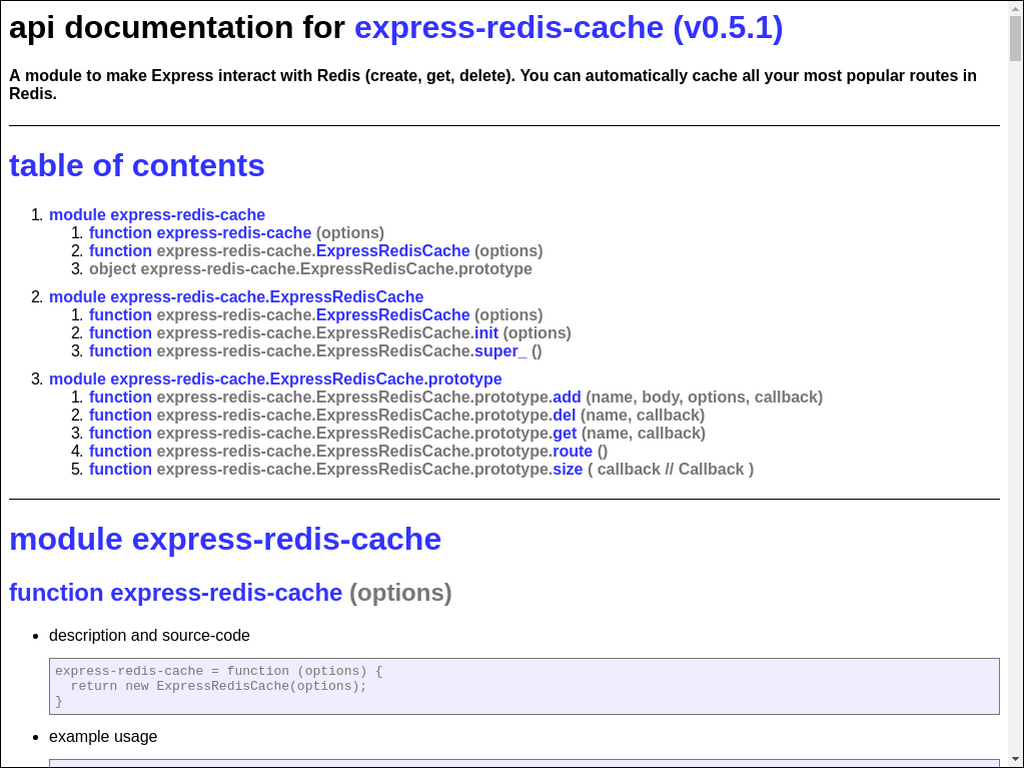 api documentation for express-redis-cache (v0.5.1)
A module to make Express interact with Redis (create, get, delete). You can automatically cache all your most popular routes in
Redis.
table of contents
1. module express-redis-cache
1. function express-redis-cache (options)
2. function express-redis-cache.ExpressRedisCache (options)
3. object express-redis-cache.ExpressRedisCache.prototype
2. module express-redis-cache.ExpressRedisCache
1. function express-redis-cache.ExpressRedisCache (options)
2. function express-redis-cache.ExpressRedisCache.init (options)
3. function express-redis-cache.ExpressRedisCache.super_ ()
3. module express-redis-cache.ExpressRedisCache.prototype
1. function express-redis-cache.ExpressRedisCache.prototype.add (name, body, options, callback)
2. function express-redis-cache.ExpressRedisCache.prototype.del (name, callback)
3. function express-redis-cache.ExpressRedisCache.prototype.get (name, callback)
4. function express-redis-cache.ExpressRedisCache.prototype.route ()
5. function express-redis-cache.ExpressRedisCache.prototype.size ( callback // Callback )
module express-redis-cache
function express-redis-cache (options)
• description and source-code
express-redis-cache = function (options) {
  return new ExpressRedisCache(options);
}
• example usage